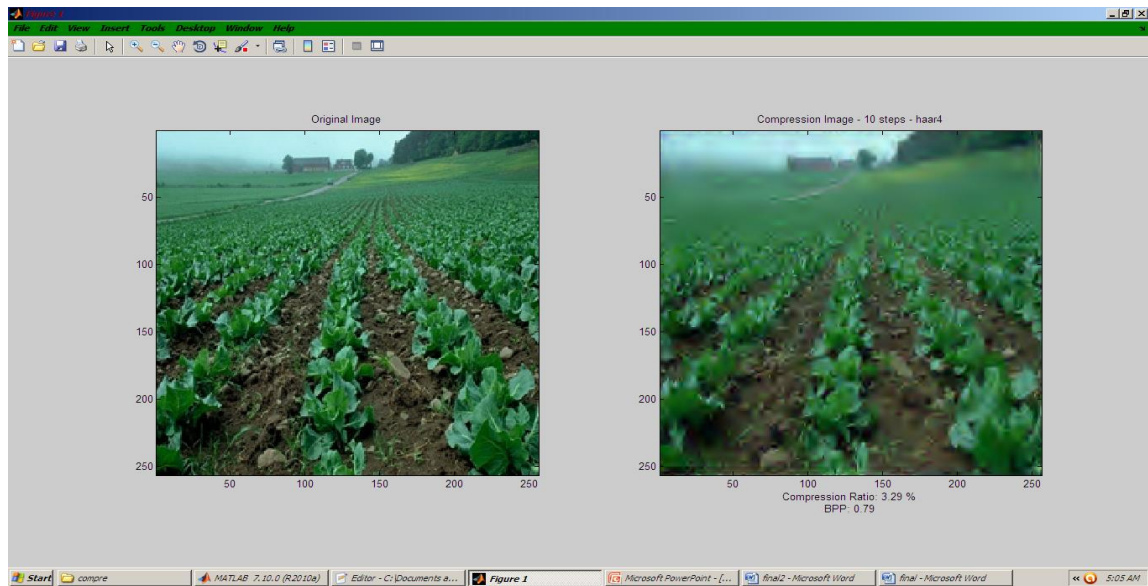 Figure 1
File Edit View Insert Tools Desktop Window Help
Original Image
Compression Image - 10 steps - haar4
50
100
150
200
250
50 100 150 200 250
50
100
150
200
250
50 100 150 200 250
Compression Ratio: 3.29 %
BPP: 0.79
Start compre MATLAB 7.10.0 (R2010a) Editor - C:\Documents a... Figure 1 Microsoft PowerPoint - [... final2 - Microsoft Word final - Microsoft Word 5:05 AM